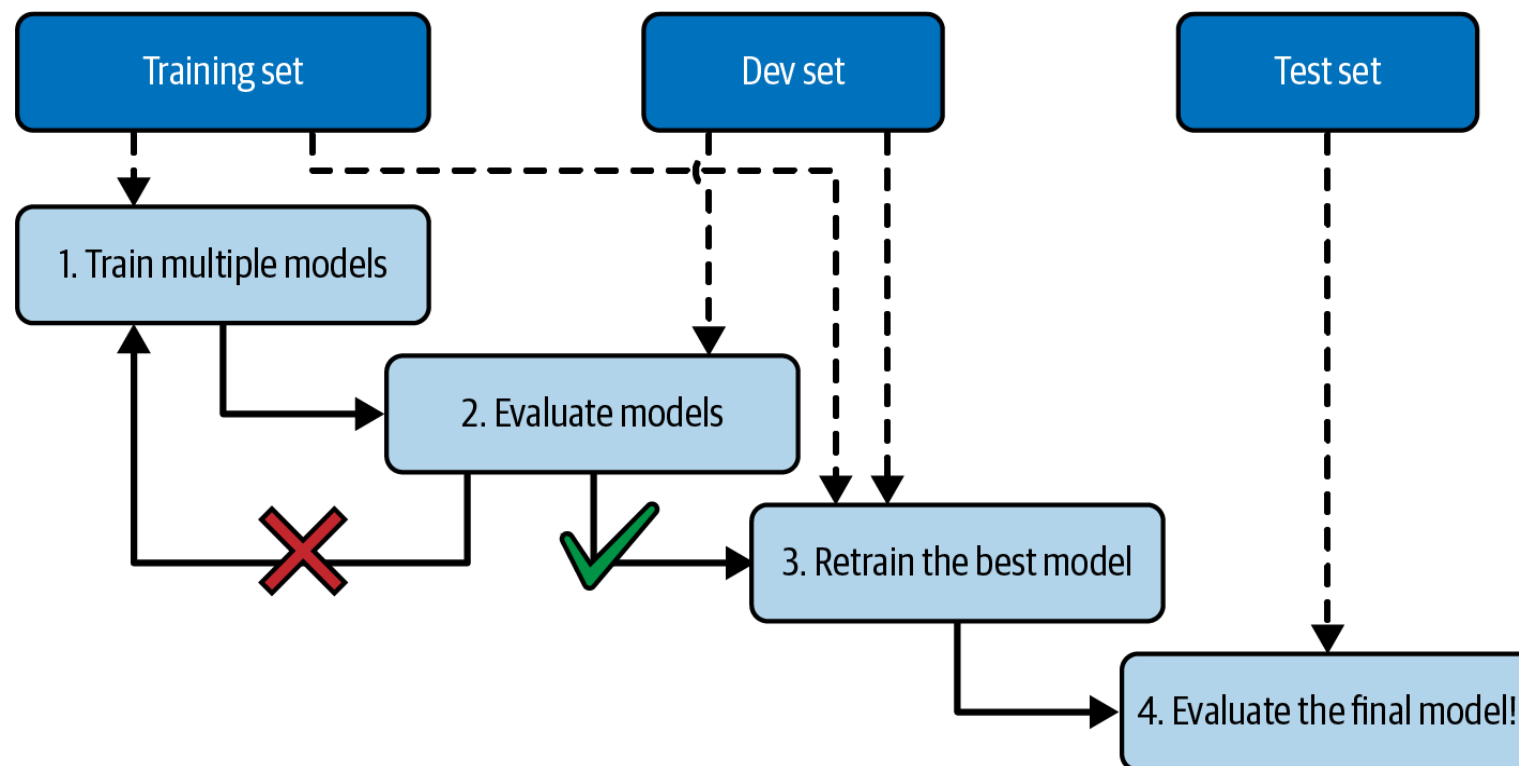 Training set
Dev set
Test set
1. Train multiple models
2. Evaluate models
3. Retrain the best model
4. Evaluate the final model!